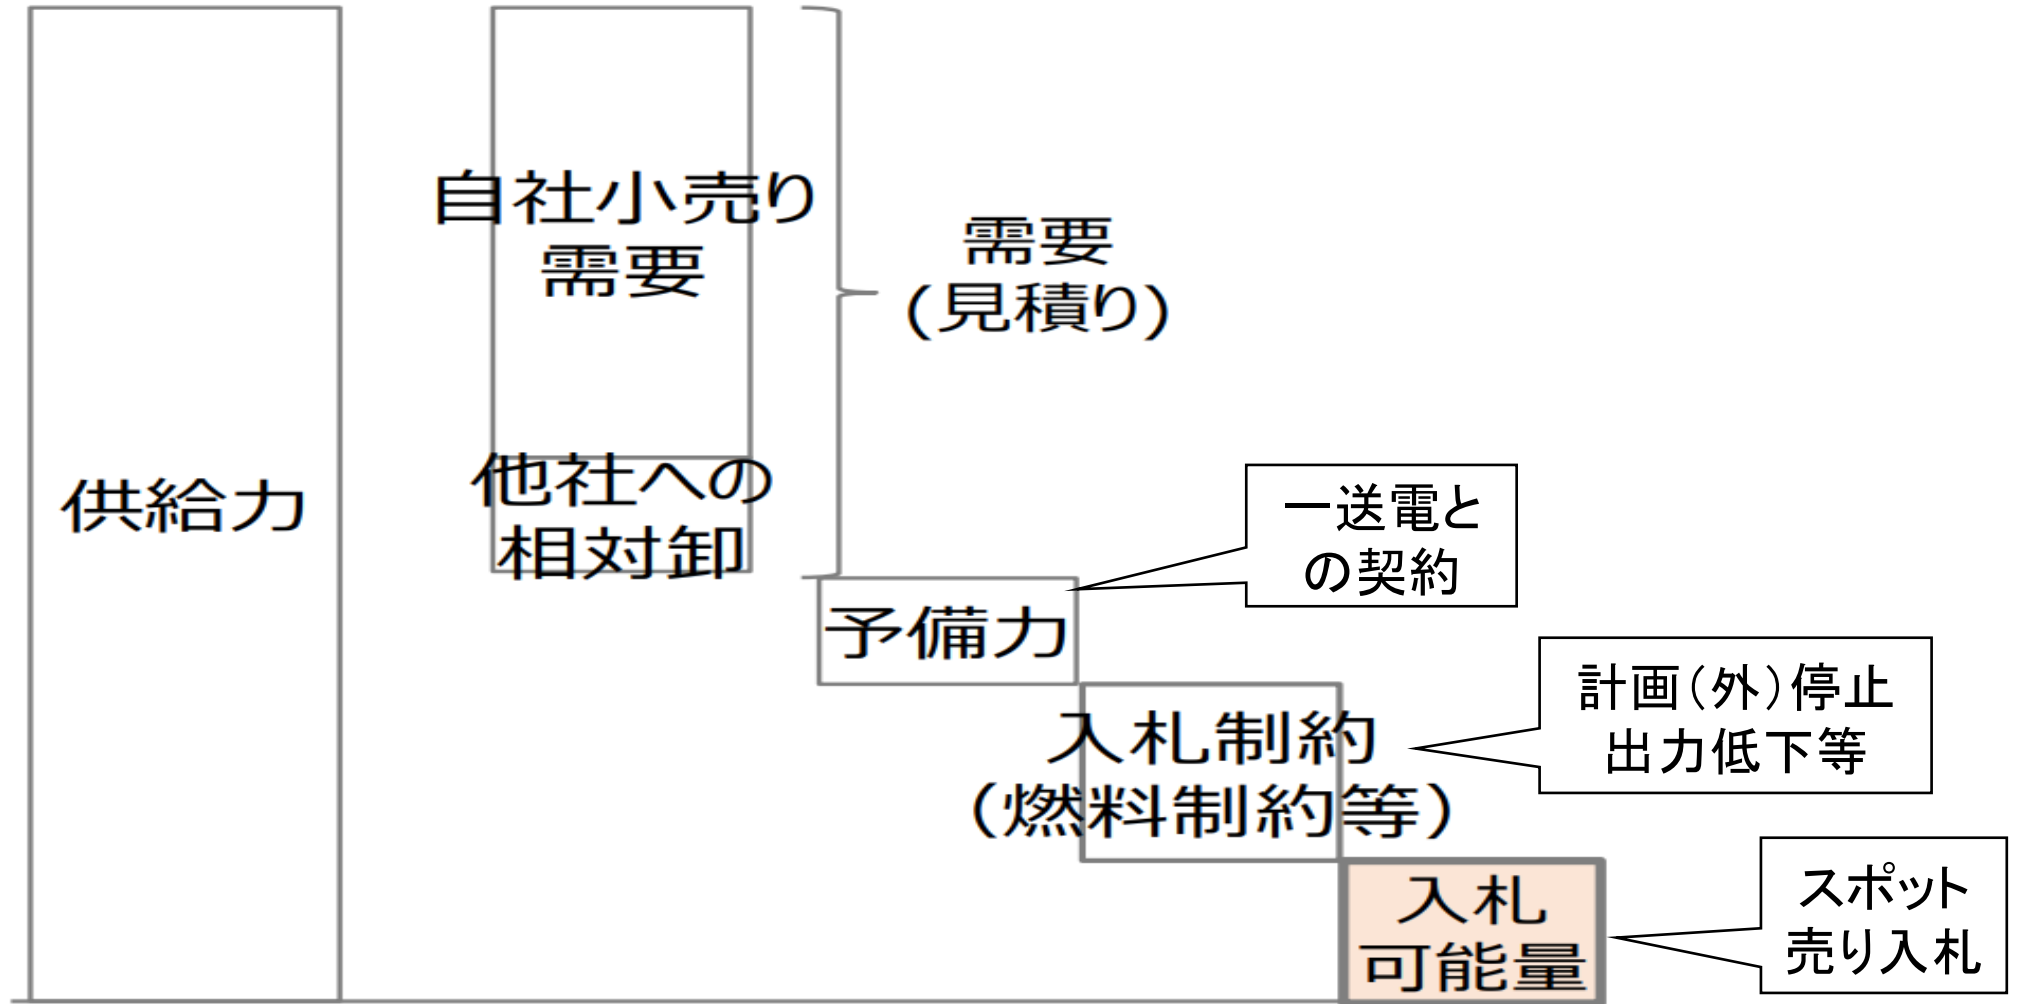 供給力
自社小売り
需要
他社への
相対卸
需要
(見積り)
予備力
一送電と
の契約
入札制約
（燃料制約等）
計画（外）停止
出力低下等
入札
可能量
スポット
売り入札